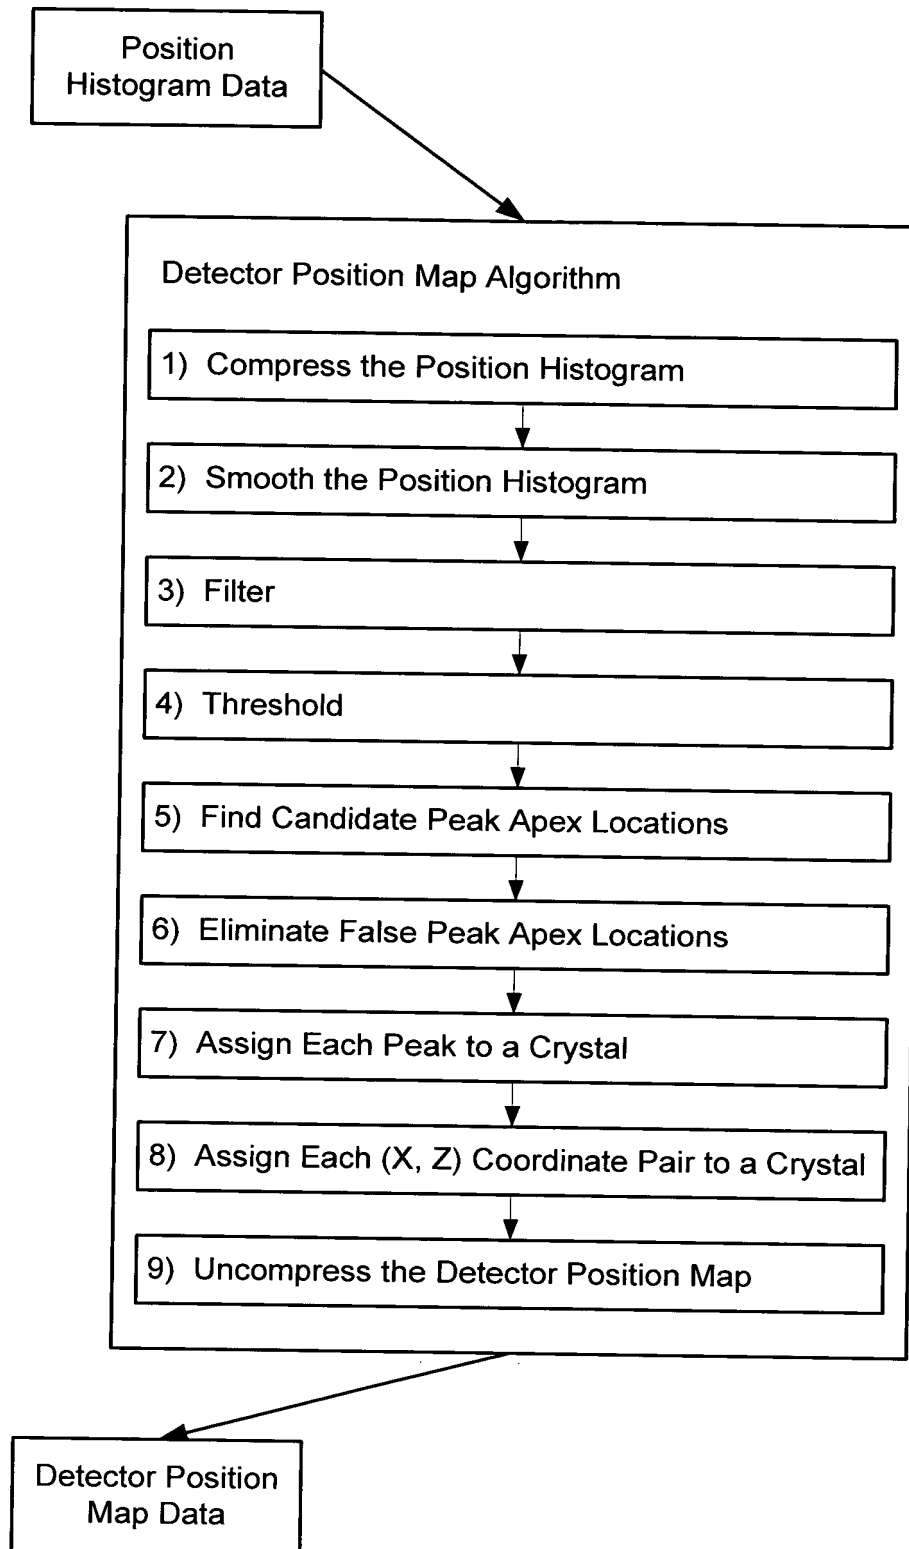 Position
Histogram Data
Detector Position Map Algorithm
1) Compress the Position Histogram
2) Smooth the Position Histogram
3) Filter
4) Threshold
5) Find Candidate Peak Apex Locations
6) Eliminate False Peak Apex Locations
7) Assign Each Peak to a Crystal
8) Assign Each (X, Z) Coordinate Pair to a Crystal
9) Uncompress the Detector Position Map
Detector Position
Map Data